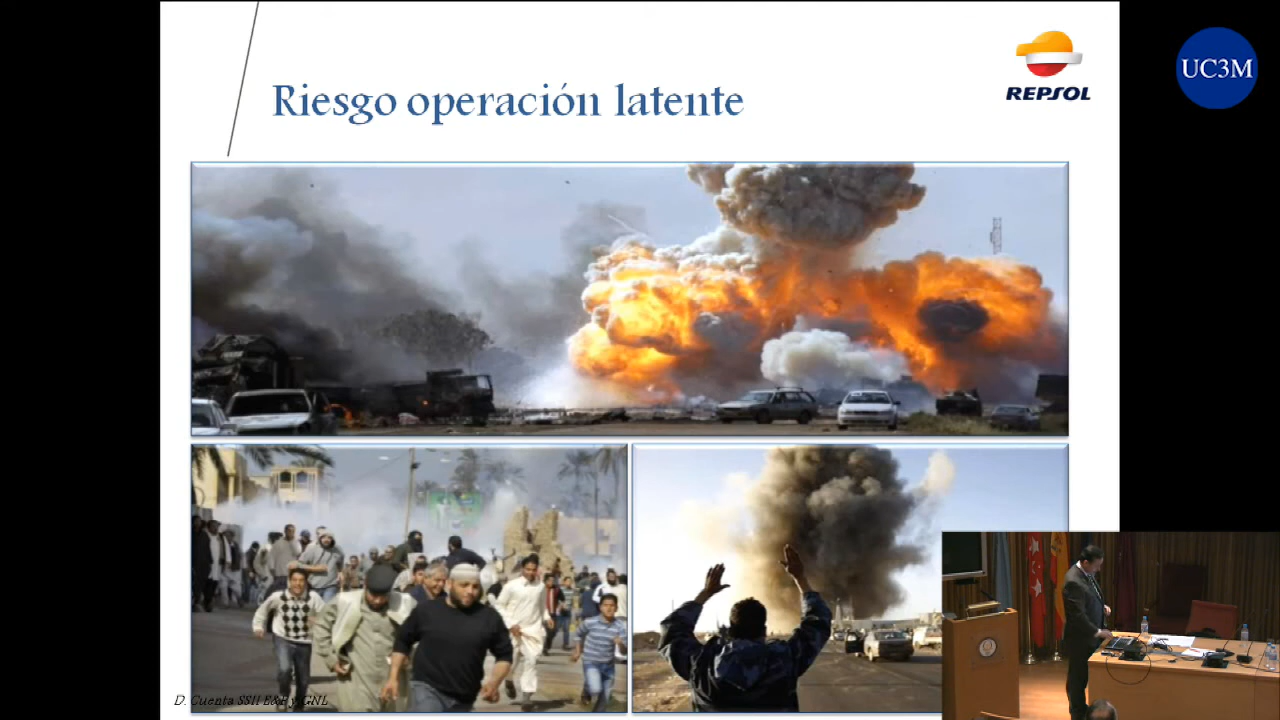 Riesgo operación latente
REPSOL
UC3M
D. Cuenta SSII E&P y GNL